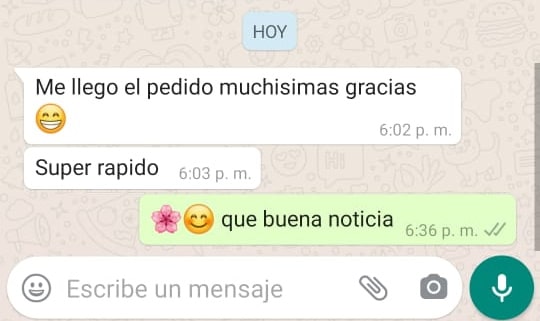 HOY
Me llego el pedido muchisimas gracias
😁
6:02 p. m.
Super rapido 6:03 p. m.
🌸😊 que buena noticia 6:36 p. m.
Escribe un mensaje